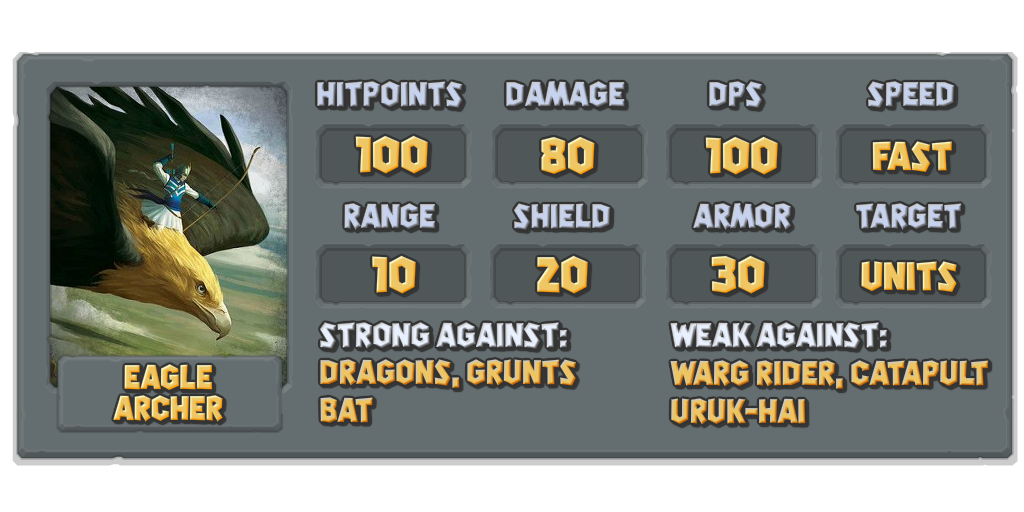 HITPOINTS DAMAGE DPS SPEED
100 80 100 FAST
RANGE SHIELD ARMOR TARGET
10 20 30 UNITS
STRONG AGAINST:
DRAGONS, GRUNTS
BAT
WEAK AGAINST:
WARG RIDER, CATAPULT
URUK-HAI
EAGLE
ARCHER